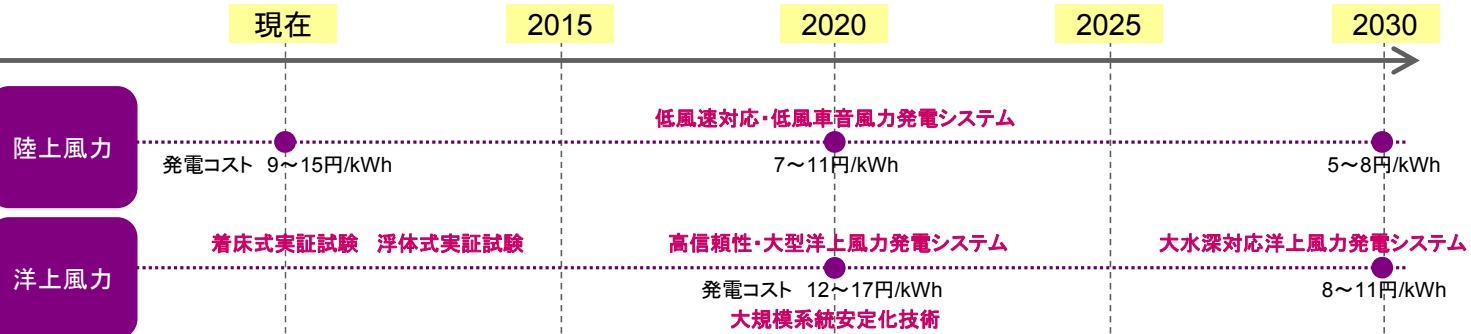 現在 2015 2020 2025 2030
低風速対応・低風車音風力発電システム
陸上風力
発電コスト 9～15円/kWh 7～11円/kWh 5～8円/kWh
着床式実証試験 浮体式実証試験 高信頼性・大型洋上風力発電システム 大水深対応洋上風力発電システム
洋上風力
発電コスト 12～17円/kWh 8～11円/kWh
大規模系統安定化技術